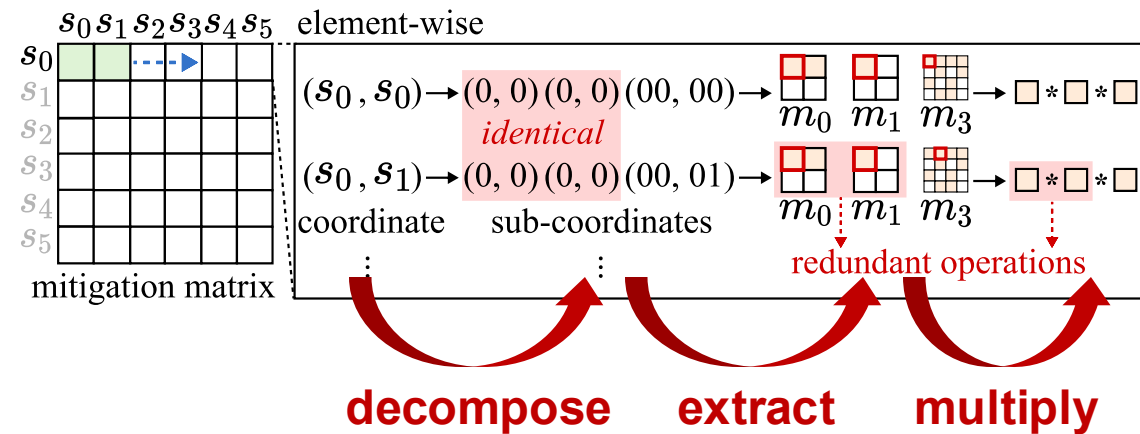 s0 s1 s2 s3 s4 s5
element-wise
s0
s1
s2
s3
s4
s5
mitigation matrix
(s0, s0) → (0, 0) (0, 0) (00, 00) → → * *
identical
m0 m1 m3
(s0, s1) → (0, 0) (0, 0) (00, 01) → → * *
m0 m1 m3
coordinate sub-coordinates
redundant operations
⋮ ⋮
decompose extract multiply